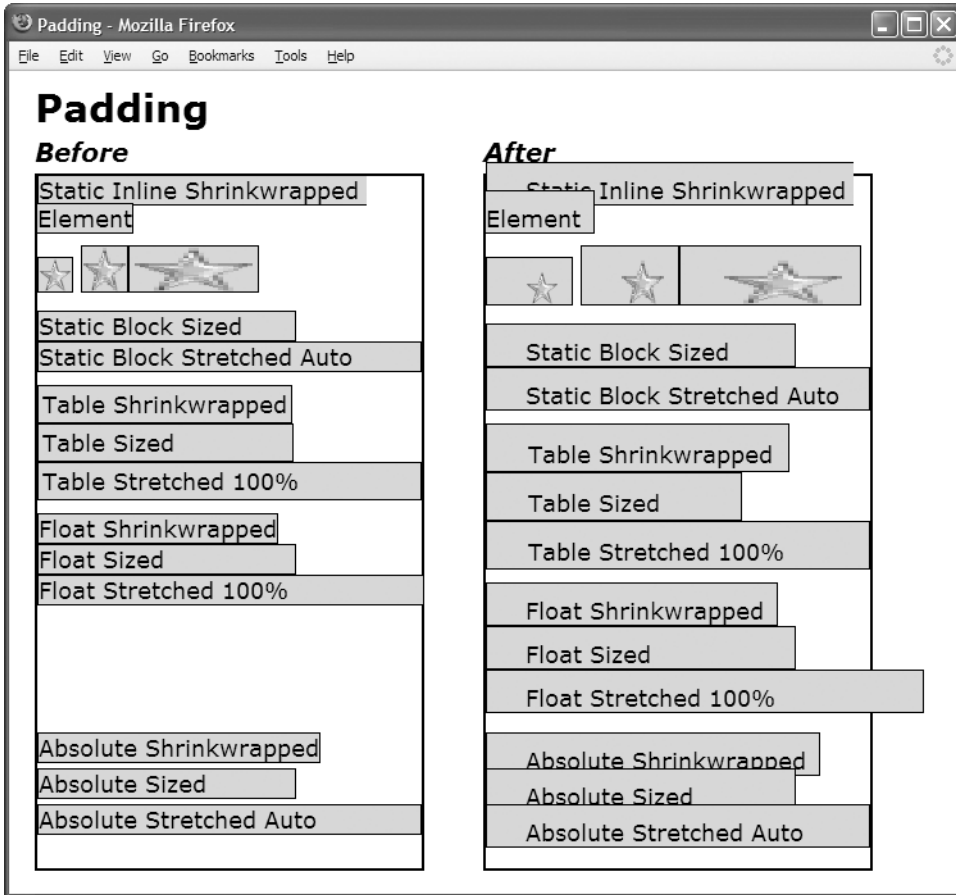 Padding - Mozilla Firefox
File Edit View Go Bookmarks Tools Help
Padding
Before
Static Inline Shrinkwrapped
Element
Static Block Sized
Static Block Stretched Auto
Table Shrinkwrapped
Table Sized
Table Stretched 100%
Float Shrinkwrapped
Float Sized
Float Stretched 100%
Absolute Shrinkwrapped
Absolute Sized
Absolute Stretched Auto
After
Static Inline Shrinkwrapped
Element
Static Block Sized
Static Block Stretched Auto
Table Shrinkwrapped
Table Sized
Table Stretched 100%
Float Shrinkwrapped
Float Sized
Float Stretched 100%
Absolute Shrinkwrapped
Absolute Sized
Absolute Stretched Auto